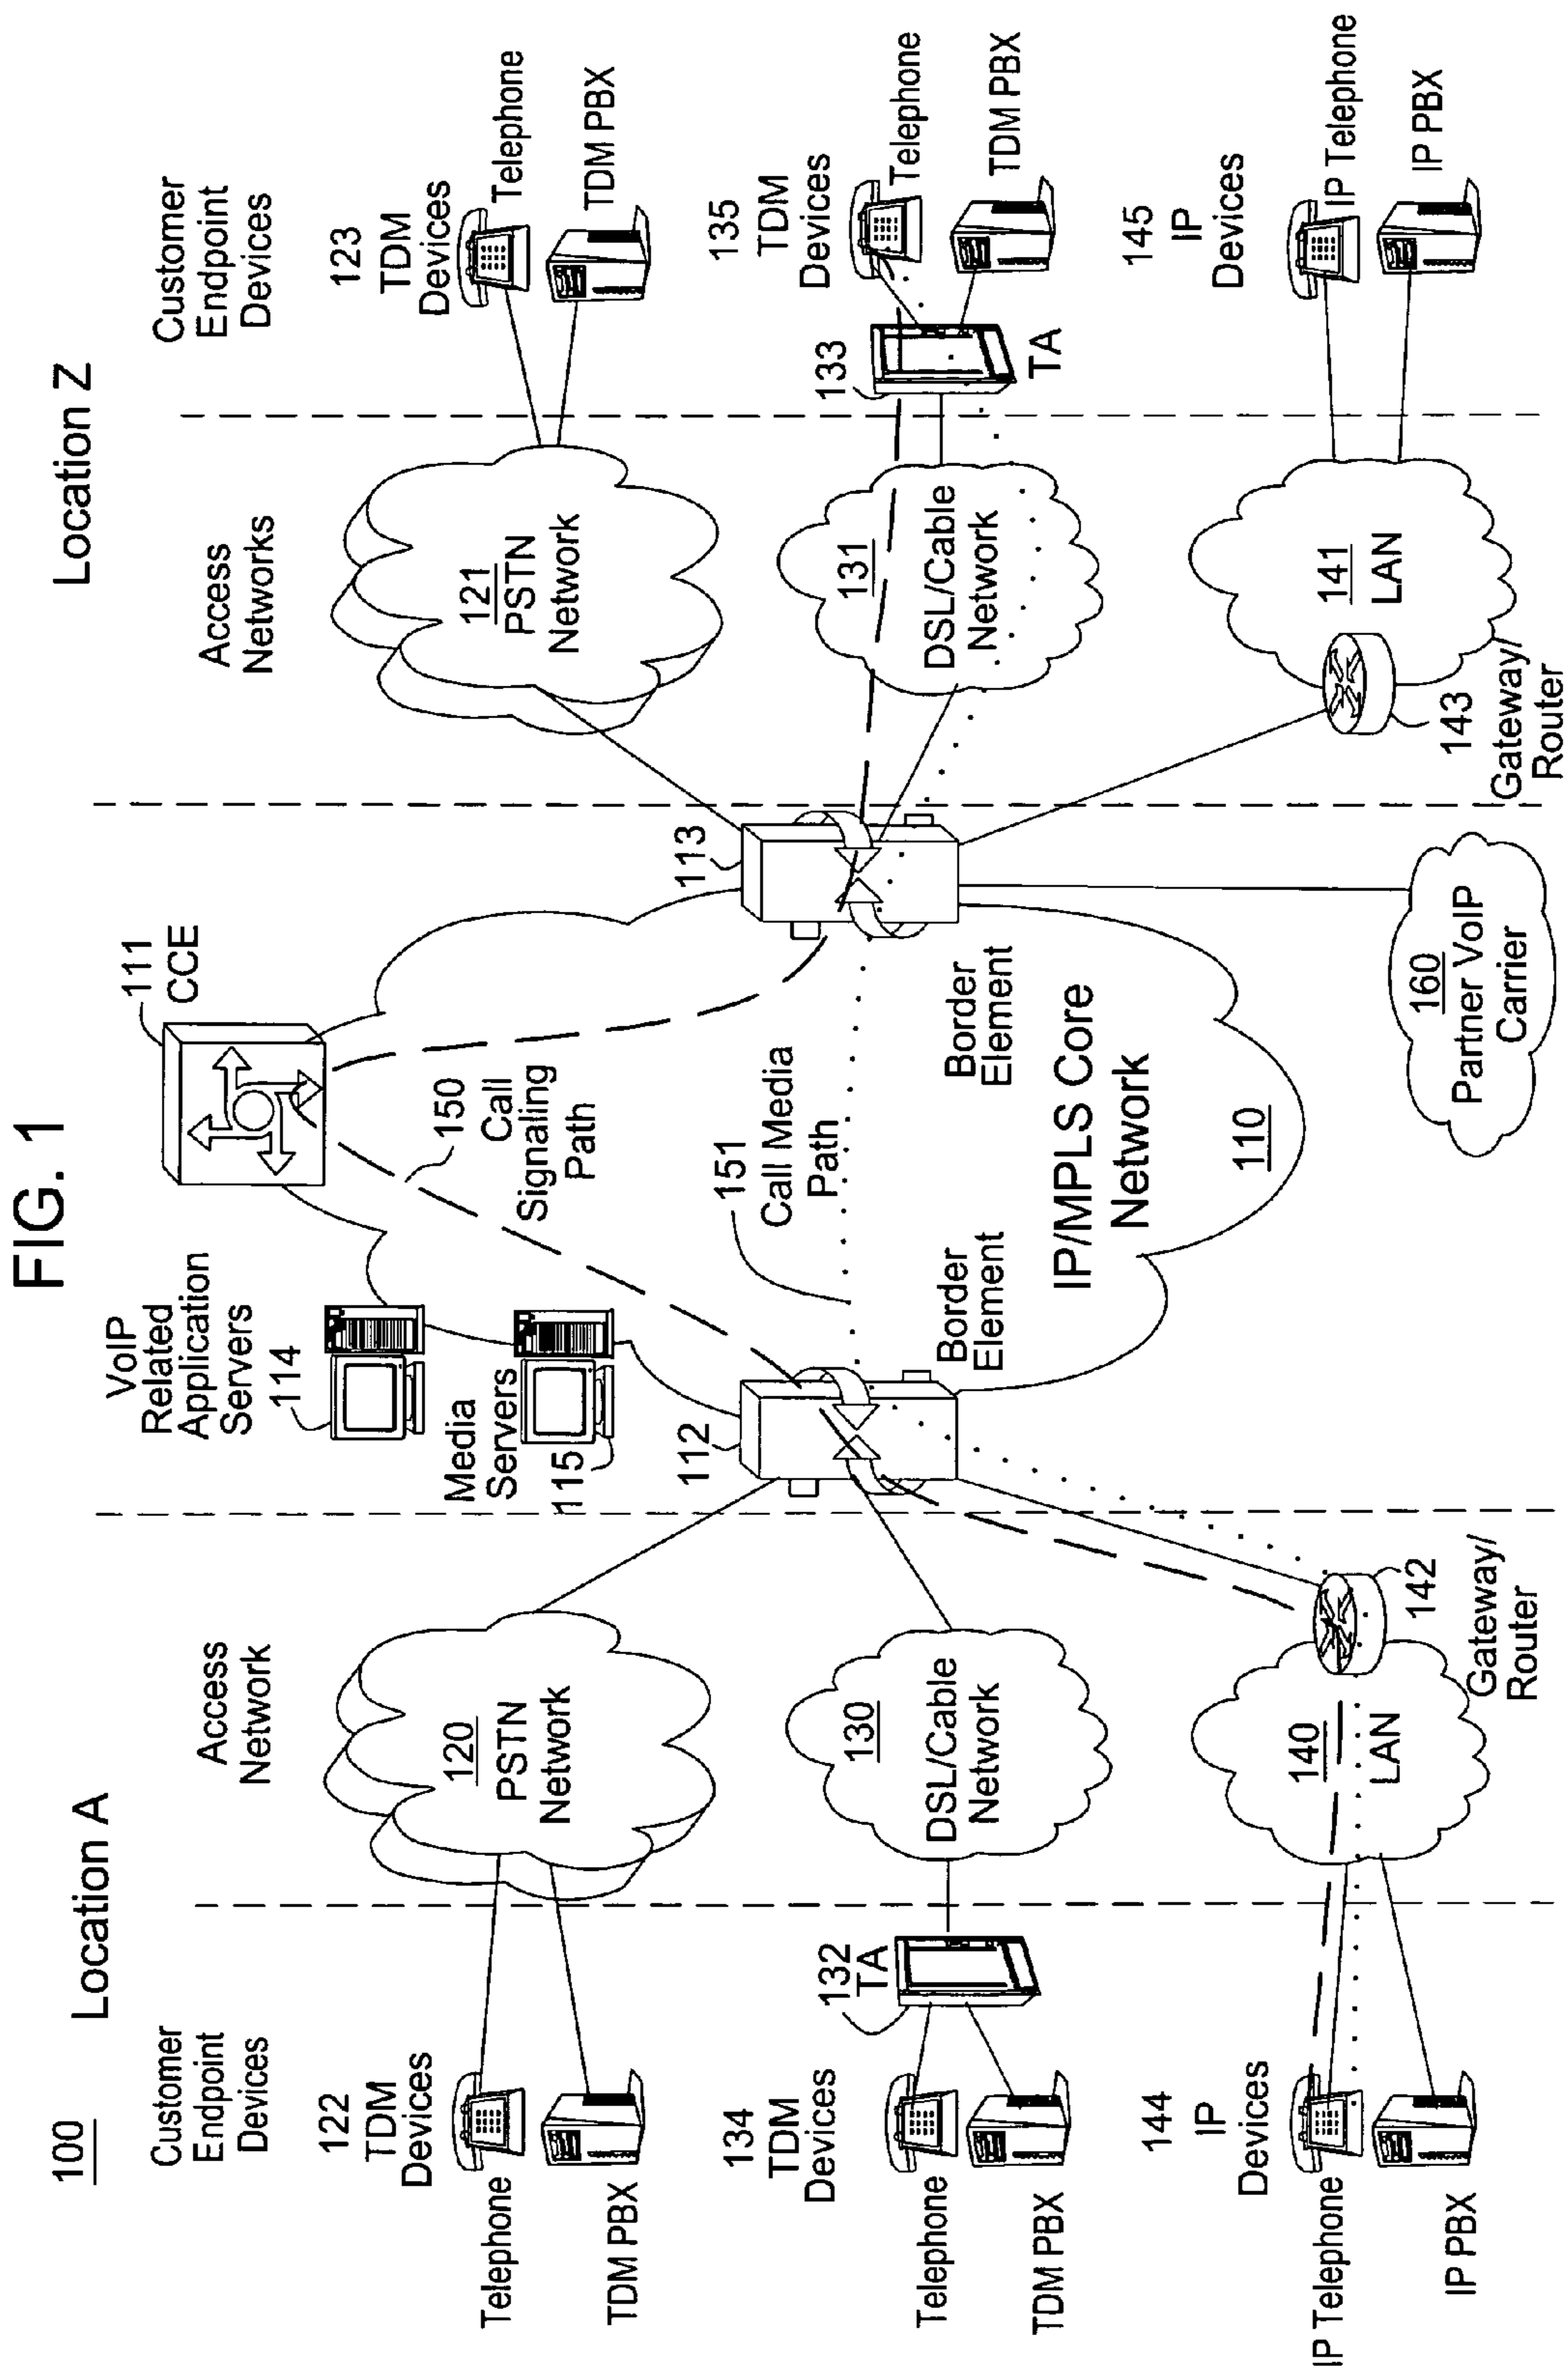 FIG. 1
100
Location A
Location Z
Customer
Endpoint
Devices
Access
Network
VoIP
Related
Application
Servers
114
111
CCE
Access
Networks
Customer
Endpoint
Devices
122
TDM
Devices
Telephone
TDM PBX
120
PSTN
Network
Media
Servers
115
150
Call
Signaling
Path
121
PSTN
Network
123
TDM
Devices
Telephone
TDM PBX
134
TDM
Devices
Telephone
TDM PBX
132
TA
130
DSL/Cable
Network
112
Border
Element
151
Call Media
Path
113
Border
Element
131
DSL/Cable
Network
133
TA
135
TDM
Devices
Telephone
TDM PBX
IP/MPLS Core
Network
110
144
IP
Devices
IP Telephone
IP PBX
140
LAN
142
Gateway/
Router
160
Partner VoIP
Carrier
143
Gateway/
Router
141
LAN
145
IP
Devices
IP Telephone
IP PBX